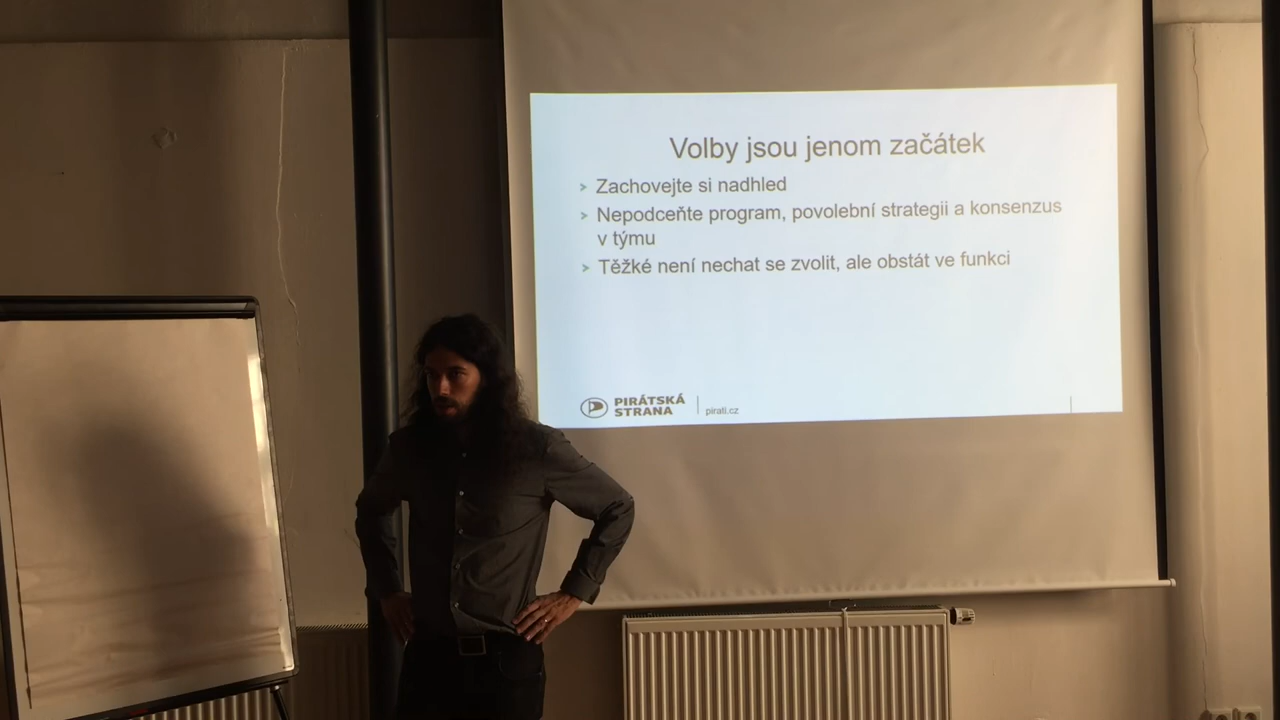 Volby jsou jenom začátek
Zachovejte si nadhled
Nepodceňte program, povolební strategii a konsenzus
v týmu
Těžké není nechat se zvolit, ale obstát ve funkci
PIRÁTSKÁ
STRANA
pirati.cz